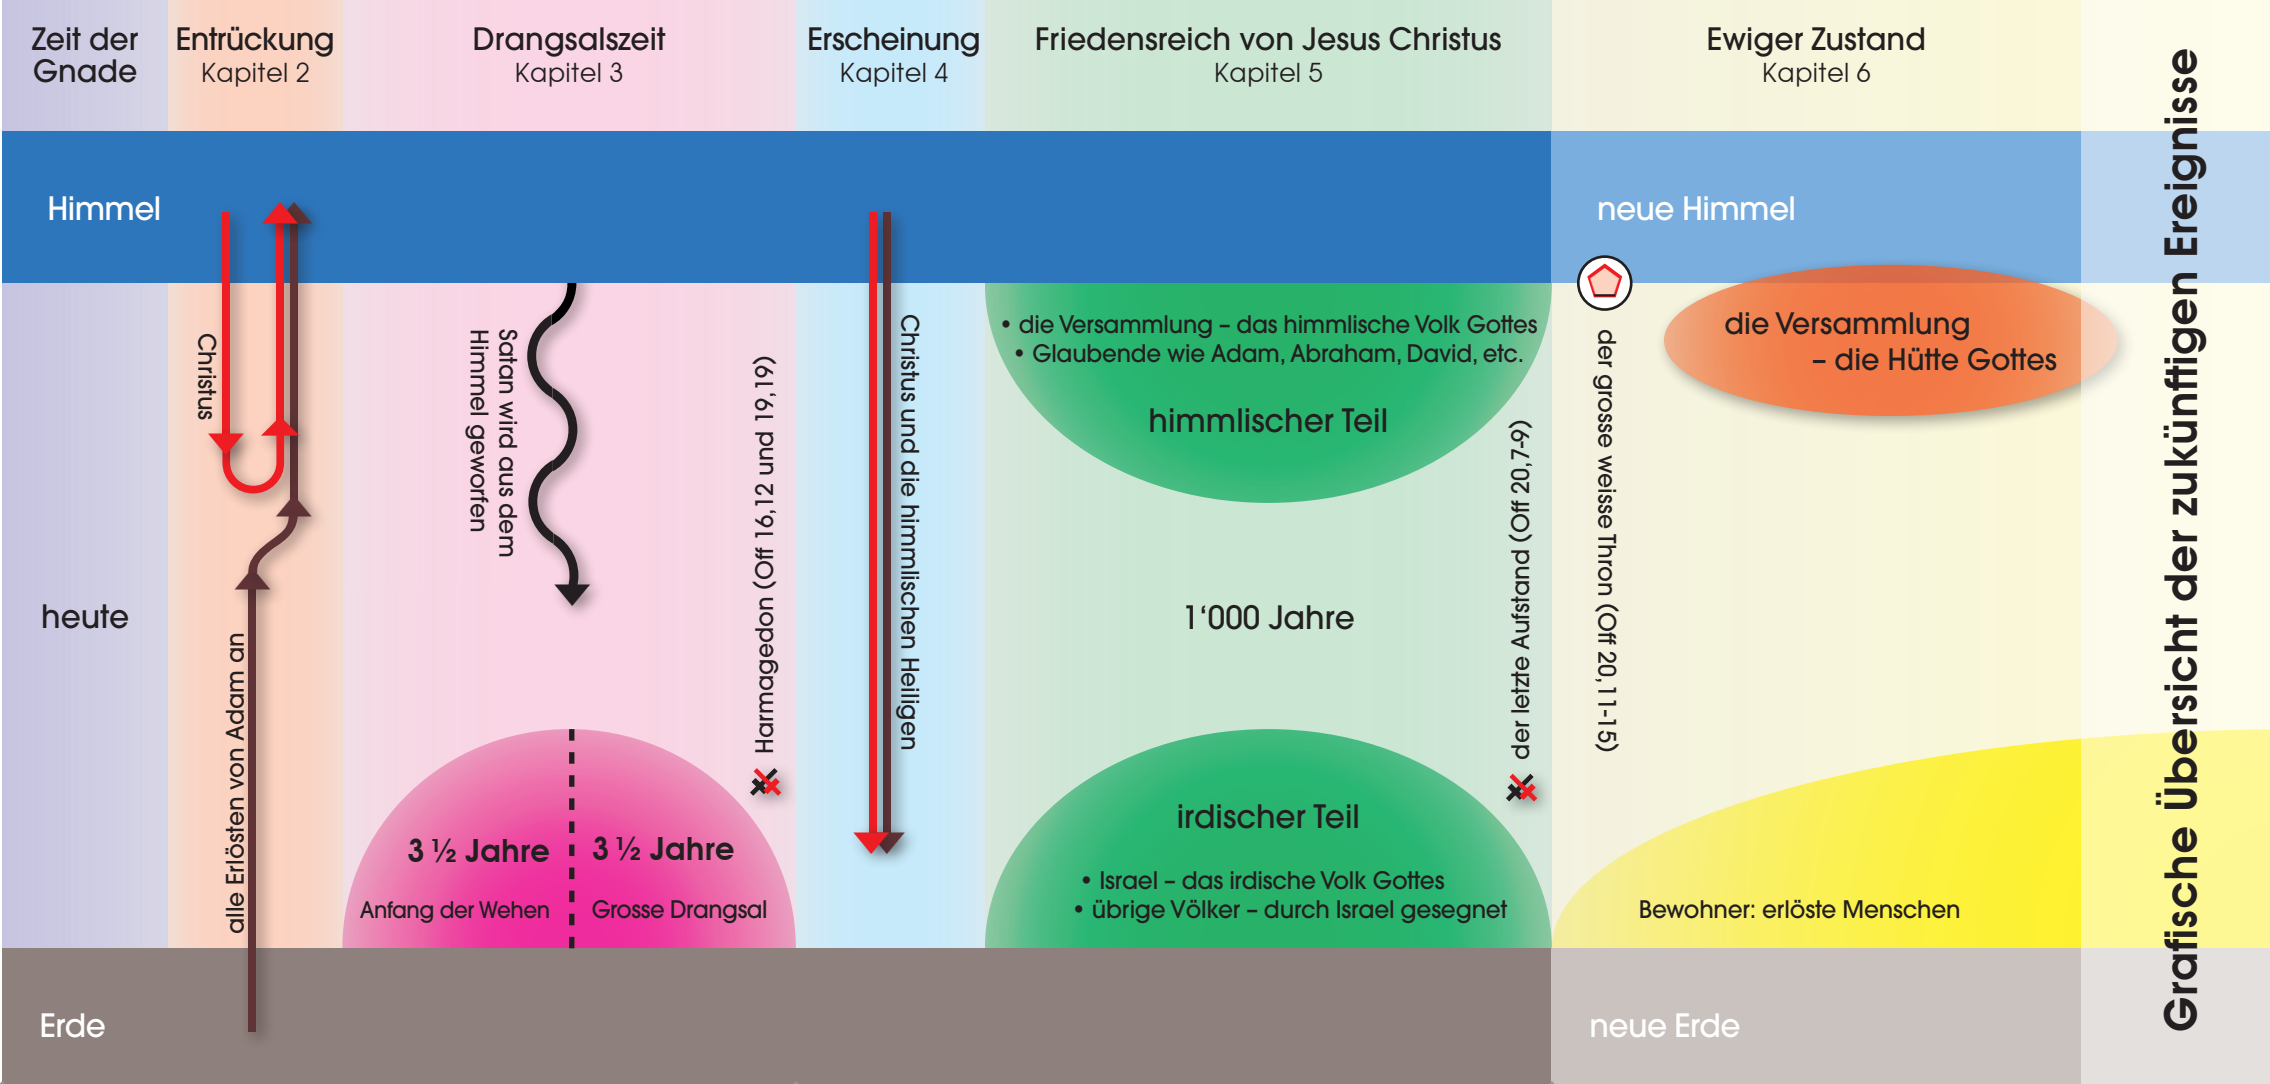 Zeit der
Gnade
Entrückung
Kapitel 2
Drangsalszeit
Kapitel 3
Erscheinung
Kapitel 4
Friedensreich von Jesus Christus
Kapitel 5
Ewiger Zustand
Kapitel 6
Himmel
neue Himmel
heute
Christus
alle Erlösten von Adam an
Satan wird aus dem
Himmel geworfen
3 ½ Jahre
Anfang der Wehen
3 ½ Jahre
Grosse Drangsal
Harmagedon (Off 16,12 und 19,19)
Christus und die himmlischen Heiligen
• die Versammlung – das himmlische Volk Gottes
• Glaubende wie Adam, Abraham, David, etc.
himmlischer Teil
1‘000 Jahre
irdischer Teil
• Israel – das irdische Volk Gottes
• übrige Völker – durch Israel gesegnet
der letzte Aufstand (Off 20,7-9)
der grosse weisse Thron (Off 20,11-15)
die Versammlung
– die Hütte Gottes
Bewohner: erlöste Menschen
Erde
neue Erde
Grafische Übersicht der zukünftigen Ereignisse